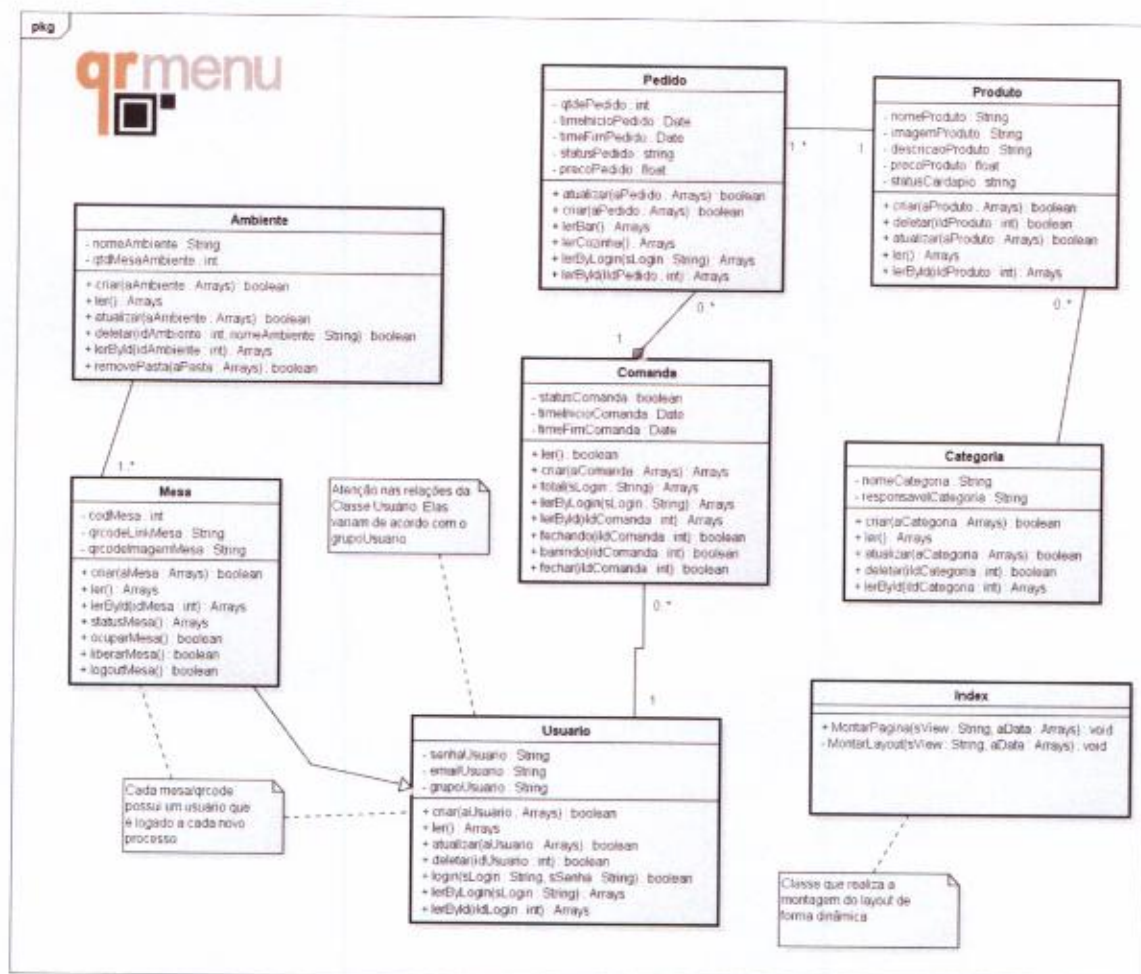 pkg
qrmenu
Pedido
- qtdePedido : int
- timeInicioPedido : Date
- timeFimPedido : Date
- statusPedido : string
- precoPedido : float
+ atualizar(aPedido : Arrays) : boolean
+ criar(aPedido : Arrays) : boolean
+ lerBar() : Arrays
+ lerCozinha() : Arrays
+ lerByLogin(sLogin : String) : Arrays
+ lerById(iIdPedido : int) : Arrays
1..*
1
Produto
- nomeProduto : String
- imagemProduto : String
- descricaoProduto : String
- precoProduto : float
- statusCardapio : string
+ criar(aProduto : Arrays) : boolean
+ deletar(iIdProduto : int) : boolean
+ atualizar(aProduto : Arrays) : boolean
+ ler() : Arrays
+ lerById(iIdProduto : int) : Arrays
0..*
Ambiente
- nomeAmbiente : String
- qtdMesaAmbiente : int
+ criar(aAmbiente : Arrays) : boolean
+ ler() : Arrays
+ atualizar(aAmbiente : Arrays) : boolean
+ deletar(idAmbiente : int, nomeAmbiente : String) : boolean
+ lerById(idAmbiente : int) : Arrays
+ removePasta(aPasta : Arrays) : boolean
1..*
0..*
1
Comanda
- statusComanda : boolean
- timeInicioComanda : Date
- timeFimComanda : Date
+ ler() : boolean
+ criar(aComanda : Arrays) : Arrays
+ total(sLogin : String) : Arrays
+ lerByLogin(sLogin : String) : Arrays
+ lerById(iIdComanda : int) : Arrays
+ fechando(iIdComanda : int) : boolean
+ banindo(iIdComanda : int) : boolean
+ fechar(iIdComanda : int) : boolean
0..*
1
Categoria
- nomeCategoria : String
- responsavelCategoria : String
+ criar(aCategoria : Arrays) : boolean
+ ler() : Arrays
+ atualizar(aCategoria : Arrays) : boolean
+ deletar(iIdCategoria : int) : boolean
+ lerById(iIdCategoria : int) : Arrays
Mesa
- codMesa : int
- qrcodeLinkMesa : String
- qrcodeImagemMesa : String
+ criar(aMesa : Arrays) : boolean
+ ler() : Arrays
+ lerById(idMesa : int) : Arrays
+ statusMesa() : Arrays
+ ocuparMesa() : boolean
+ liberarMesa() : boolean
+ logoutMesa() : boolean
Atenção nas relações da
Classe Usuário. Elas
variam de acordo com o
grupoUsuario
Usuario
- senhaUsuario : String
- emailUsuario : String
- grupoUsuario : String
+ criar(aUsuario : Arrays) : boolean
+ ler() : Arrays
+ atualizar(aUsuario : Arrays) : boolean
+ deletar(idUsuario : int) : boolean
+ login(sLogin : String, sSenha : String) : boolean
+ lerByLogin(sLogin : String) : Arrays
+ lerById(iIdLogin : int) : Arrays
Index
+ MontarPagina(sView : String, aData : Arrays) : void
- MontarLayout(sView : String, aData : Arrays) : void
Cada mesa/qrcode
possui um usuário que
é logado a cada novo
processo
Classe que realiza a
montagem do layout de
forma dinâmica